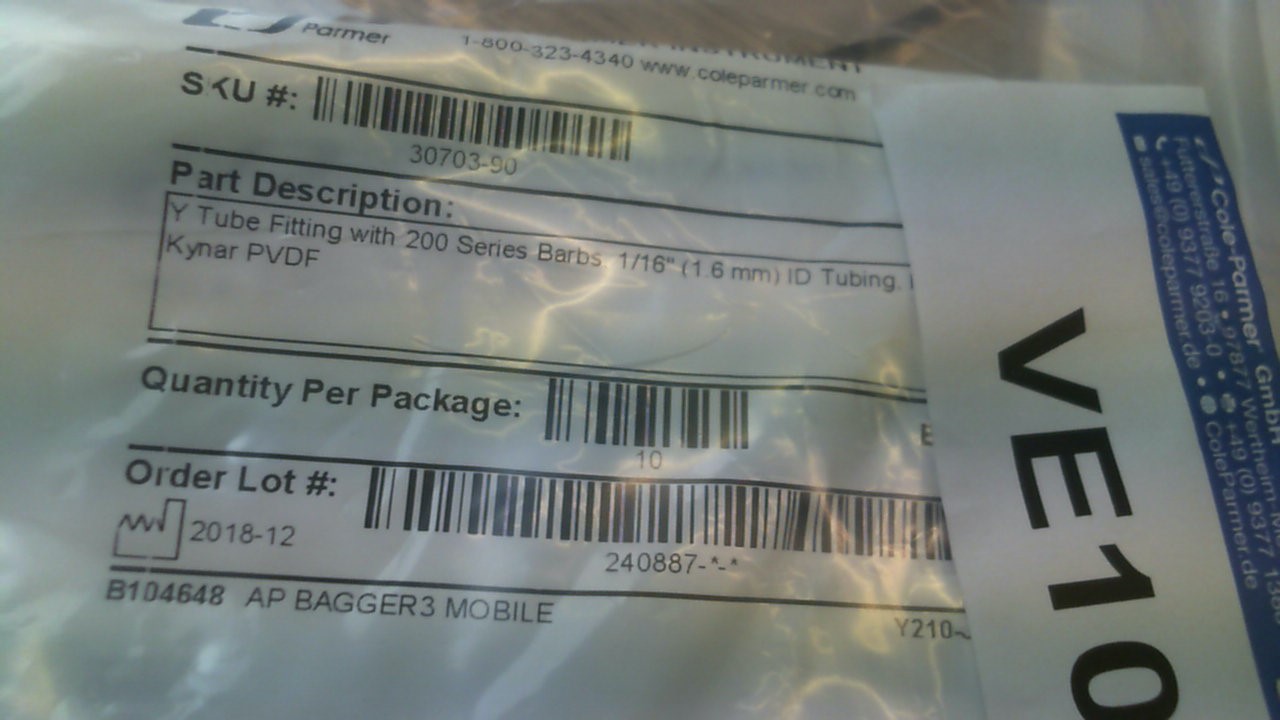 Parmer
INSTRUMENT
1-800-323-4340 www.coleparmer.com
SKU #:
30703-90
Part Description:
Y Tube Fitting with 200 Series Barbs, 1/16" (1.6 mm) ID Tubing,
Kynar PVDF
Quantity Per Package:
10
Order Lot #:
2018-12
240887-*-*
B104648 AP BAGGER3 MOBILE
Y210-
Cole-Parmer GmbH
Futtererstraße 16 • 97877 Wertheim
+49 (0) 9377 9203-0 • +49 (0) 9377
sales@coleparmer.de • ColeParmer.de
VE10